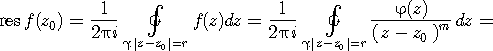 res f(z₀) = 1/(2πi) ∮_{γ:|z−z₀|=r} f(z)dz = 1/(2πi) ∮_{γ:|z−z₀|=r} φ(z)/(z − z₀)ᵐ dz =